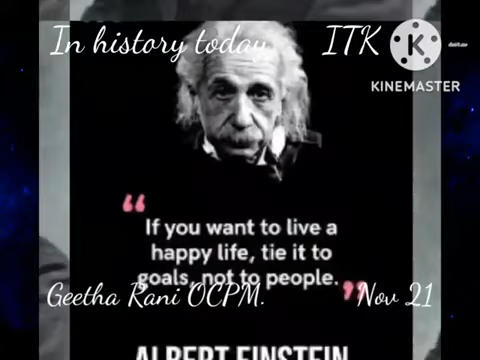 In history today ITK
KINEMASTER
“
If you want to live a
happy life, tie it to
goals, not to people.
”
Geetha Rani OCPM. Nov 21
ALBERT EINSTEIN